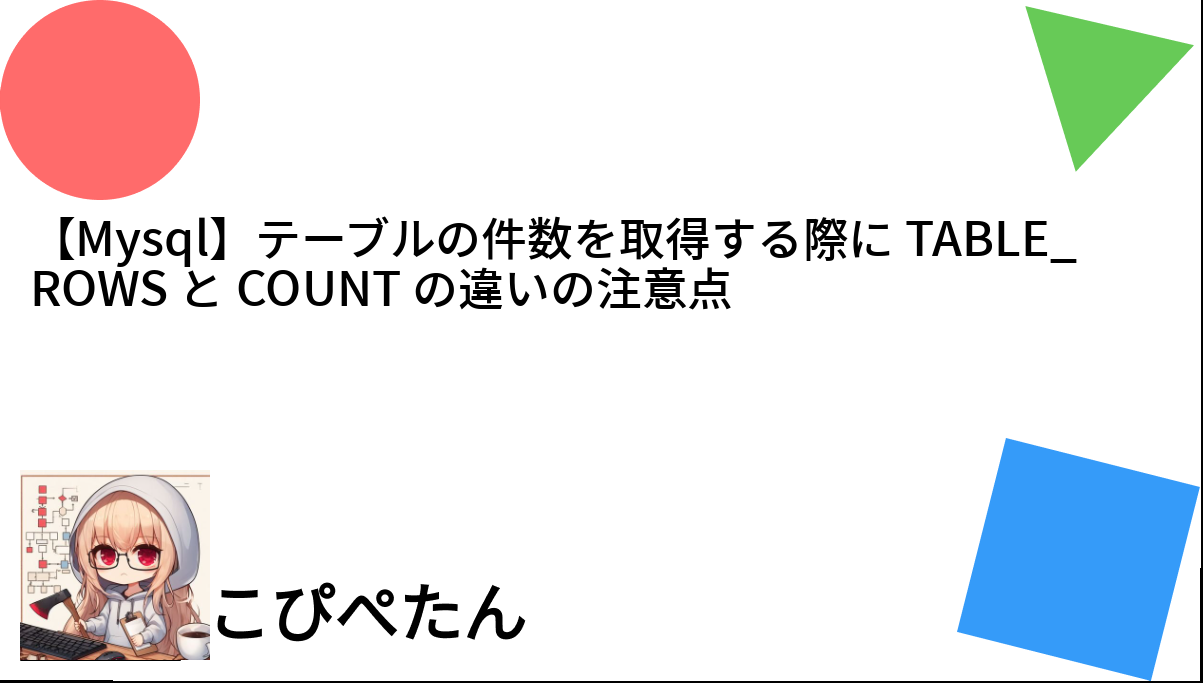 【Mysql】テーブルの件数を取得する際に TABLE_
ROWS と COUNT の違いの注意点
こぴぺたん